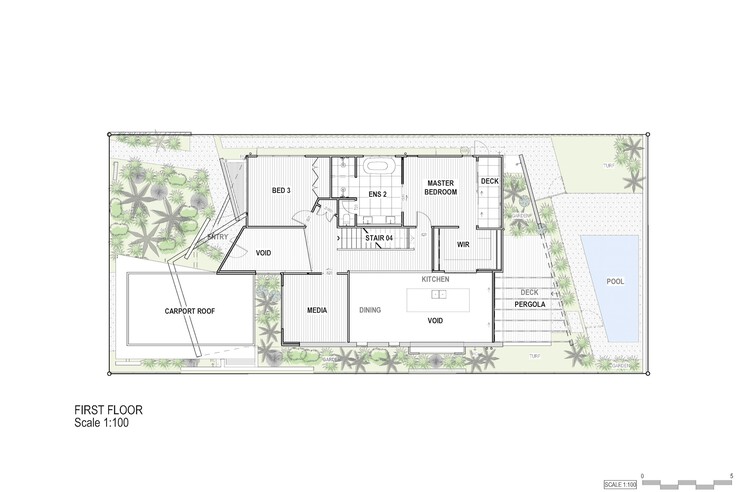 TURF
BED 3
ENS 2
MASTER
BEDROOM
DECK
GARDEN
ENTRY
STAIR 04
VOID
WIR
KITCHEN
POOL
DECK
PERGOLA
CARPORT ROOF
MEDIA
DINING
VOID
GARDEN
TURF
GARDEN
FIRST FLOOR
Scale 1:100
0 5
SCALE 1:100